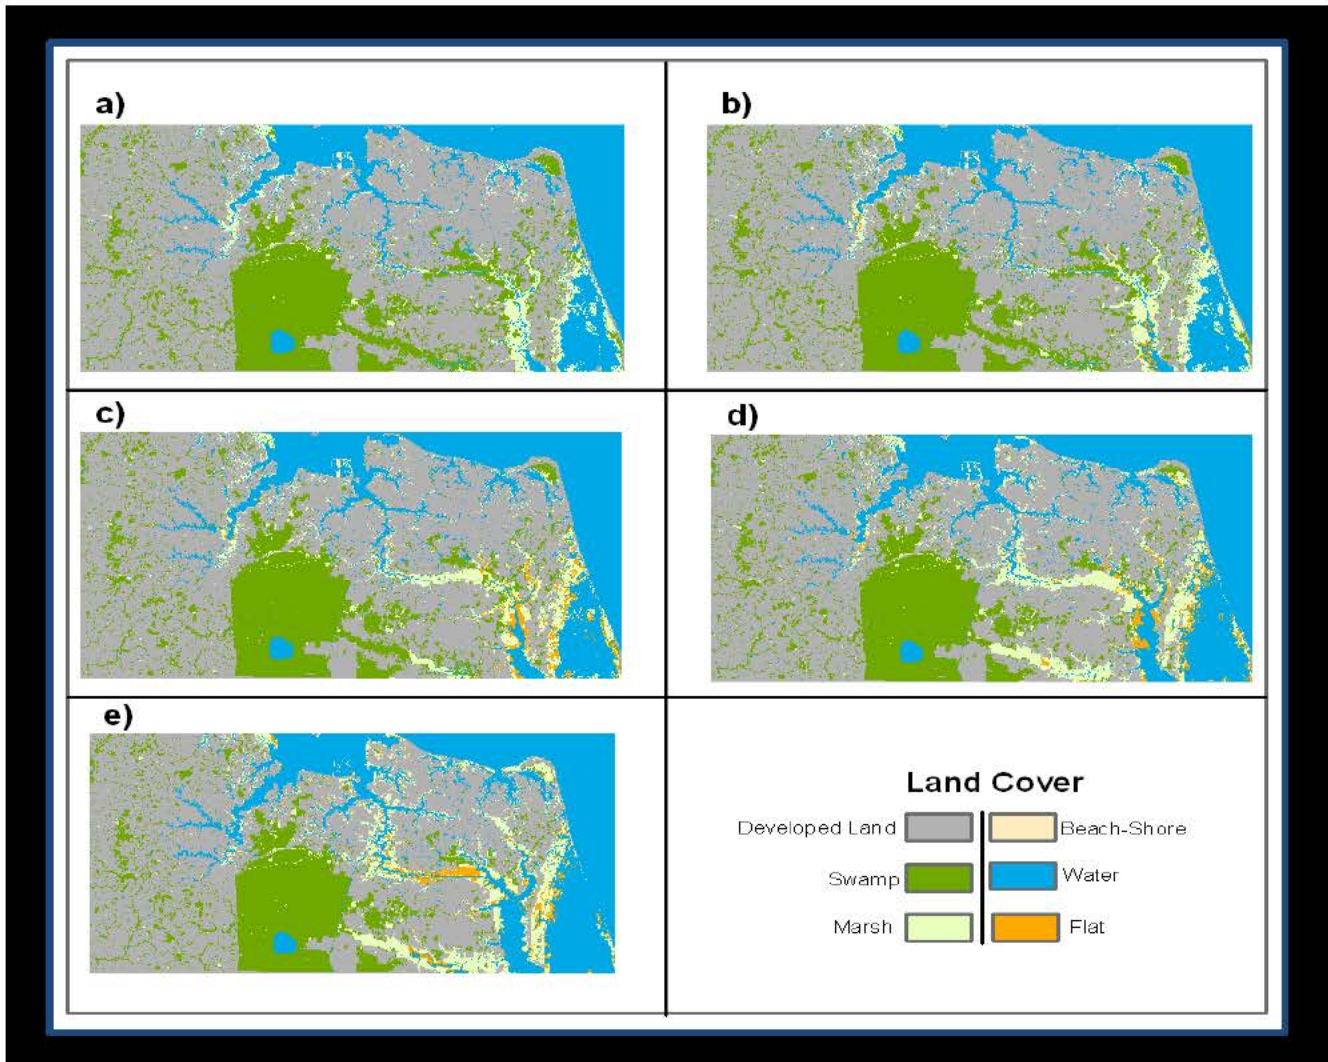 a)
b)
c)
d)
e)
Land Cover
Developed Land
Beach-Shore
Swamp
Water
Marsh
Flat